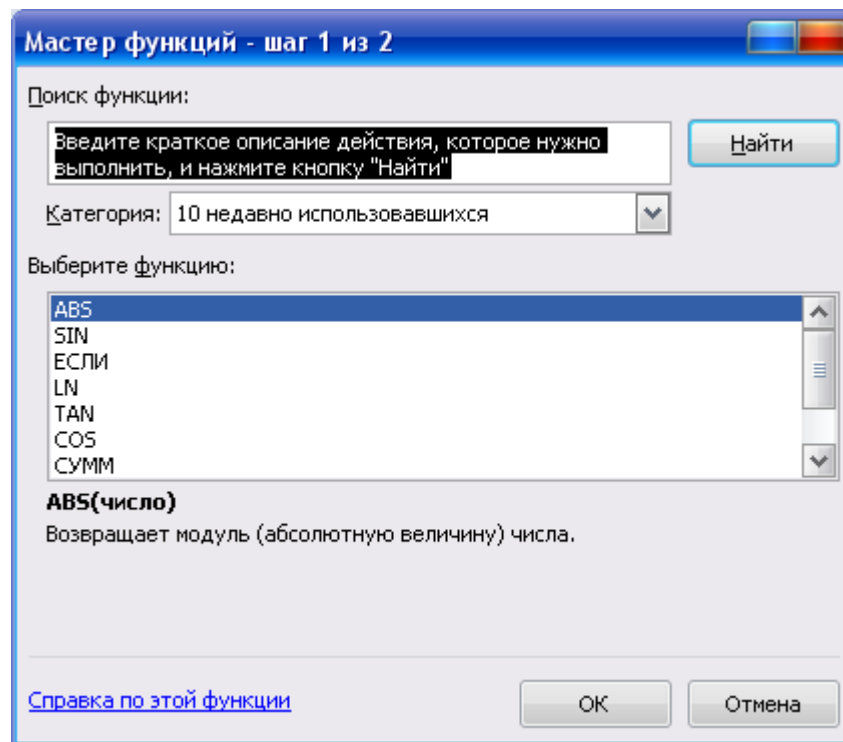 Мастер функций - шаг 1 из 2
Поиск функции:
Введите краткое описание действия, которое нужно
выполнить, и нажмите кнопку "Найти"
Найти
Категория: 10 недавно использовавшихся
Выберите функцию:
ABS
SIN
ЕСЛИ
LN
TAN
COS
СУММ
ABS(число)
Возвращает модуль (абсолютную величину) числа.
Справка по этой функции
ОК
Отмена